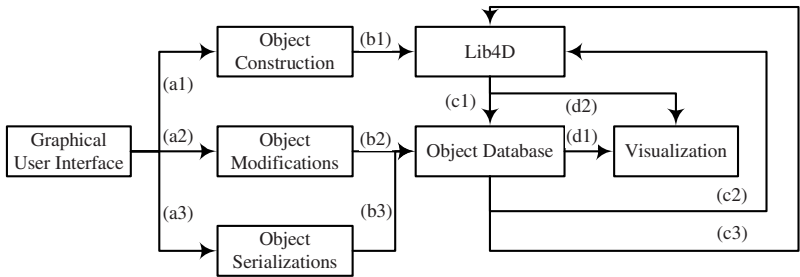 Object
Construction
(b1)
Lib4D
(a1)
(c1)
(d2)
Graphical
User Interface
(a2)
Object
Modifications
(b2)
Object Database
(d1)
Visualization
(a3)
(b3)
(c2)
Object
Serializations
(c3)